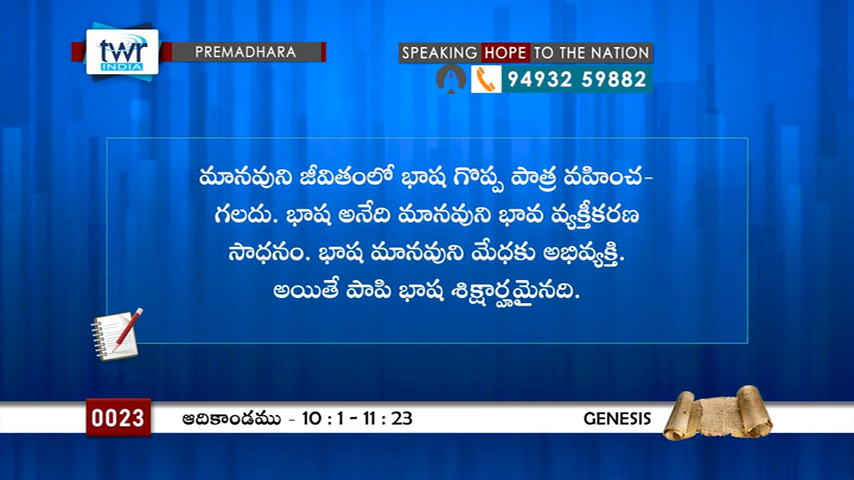 twr
INDIA
PREMADHARA
SPEAKING HOPE TO THE NATION
94932 59882
మానవుని జీవితంలో భాష గొప్ప పాత్ర వహించ-
గలదు. భాష అనేది మానవుని భావ వ్యక్తీకరణ
సాధనం. భాష మానవుని మేధకు అభివ్యక్తి.
అయితే పాపి భాష శిక్షార్హమైనది.
0023 ఆదికాండము - 10 : 1 - 11 : 23 GENESIS